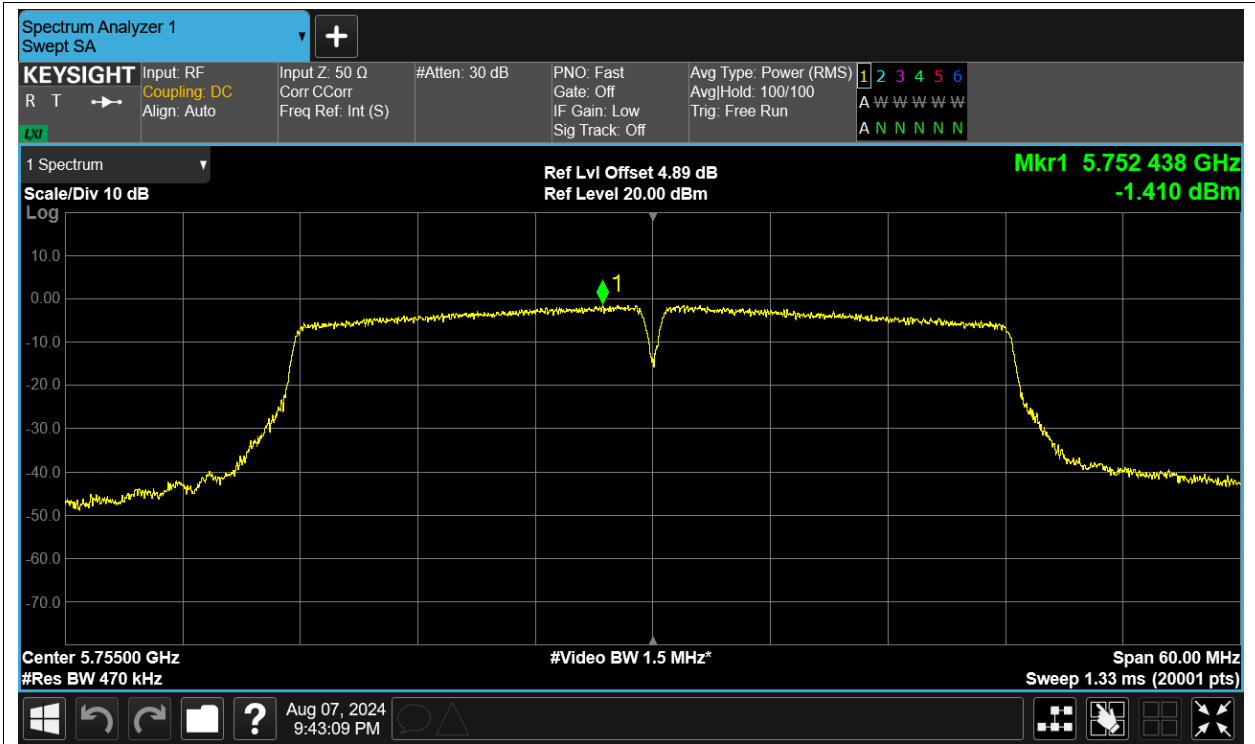 Spectrum Analyzer 1
Swept SA
KEYSIGHT
R T
LXI
Input: RF
Coupling: DC
Align: Auto
Input Z: 50 Ω
Corr CCorr
Freq Ref: Int (S)
#Atten: 30 dB
PNO: Fast
Gate: Off
IF Gain: Low
Sig Track: Off
Avg Type: Power (RMS)
Avg|Hold: 100/100
Trig: Free Run
1 2 3 4 5 6
A W W W W W
A N N N N N
1 Spectrum
Scale/Div 10 dB
Log
Ref Lvl Offset 4.89 dB
Ref Level 20.00 dBm
Mkr1 5.752 438 GHz
-1.410 dBm
10.0
0.00
-10.0
-20.0
-30.0
-40.0
-50.0
-60.0
-70.0
1
Center 5.75500 GHz
#Res BW 470 kHz
#Video BW 1.5 MHz*
Span 60.00 MHz
Sweep 1.33 ms (20001 pts)
?
Aug 07, 2024
9:43:09 PM